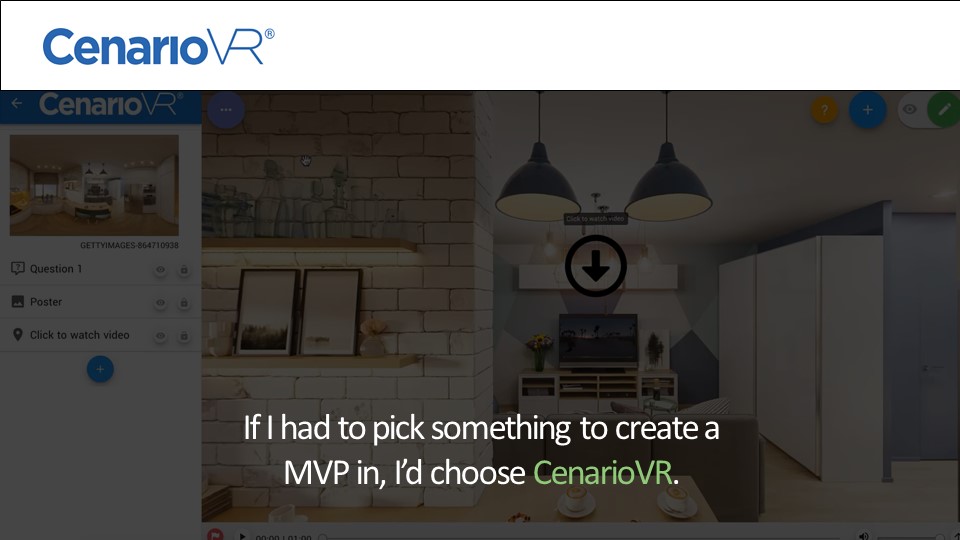 CenarioVR®
CenarioVR®
...
?
+
GETTYIMAGES-864710938
Question 1
Poster
Click to watch video
+
Click to watch video
If I had to pick something to create a
MVP in, I’d choose CenarioVR.
00:00 | 01:00